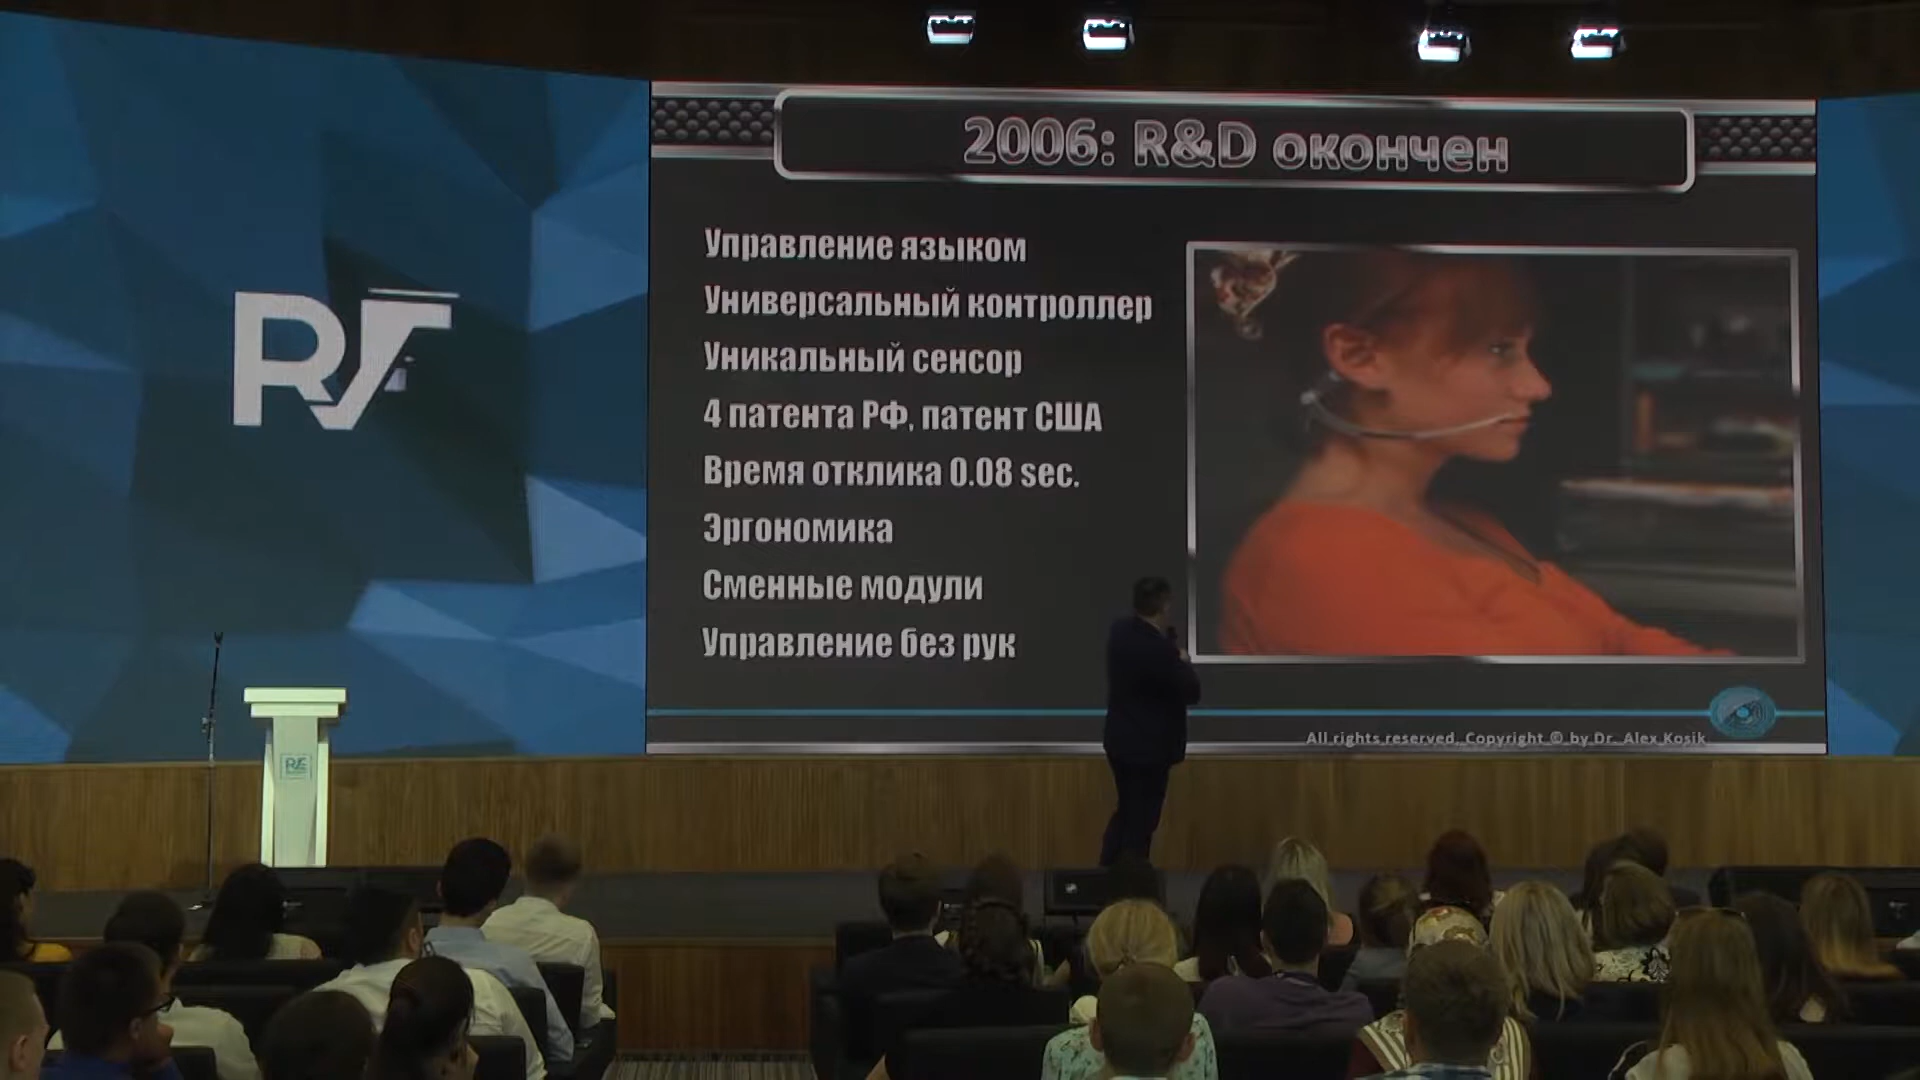 2006: R&D окончен
Управление языком
Универсальный контроллер
Уникальный сенсор
4 патента РФ, патент США
Время отклика 0.08 sec.
Эргономика
Сменные модули
Управление без рук
All rights reserved. Copyright © by Dr. Alex Kosik